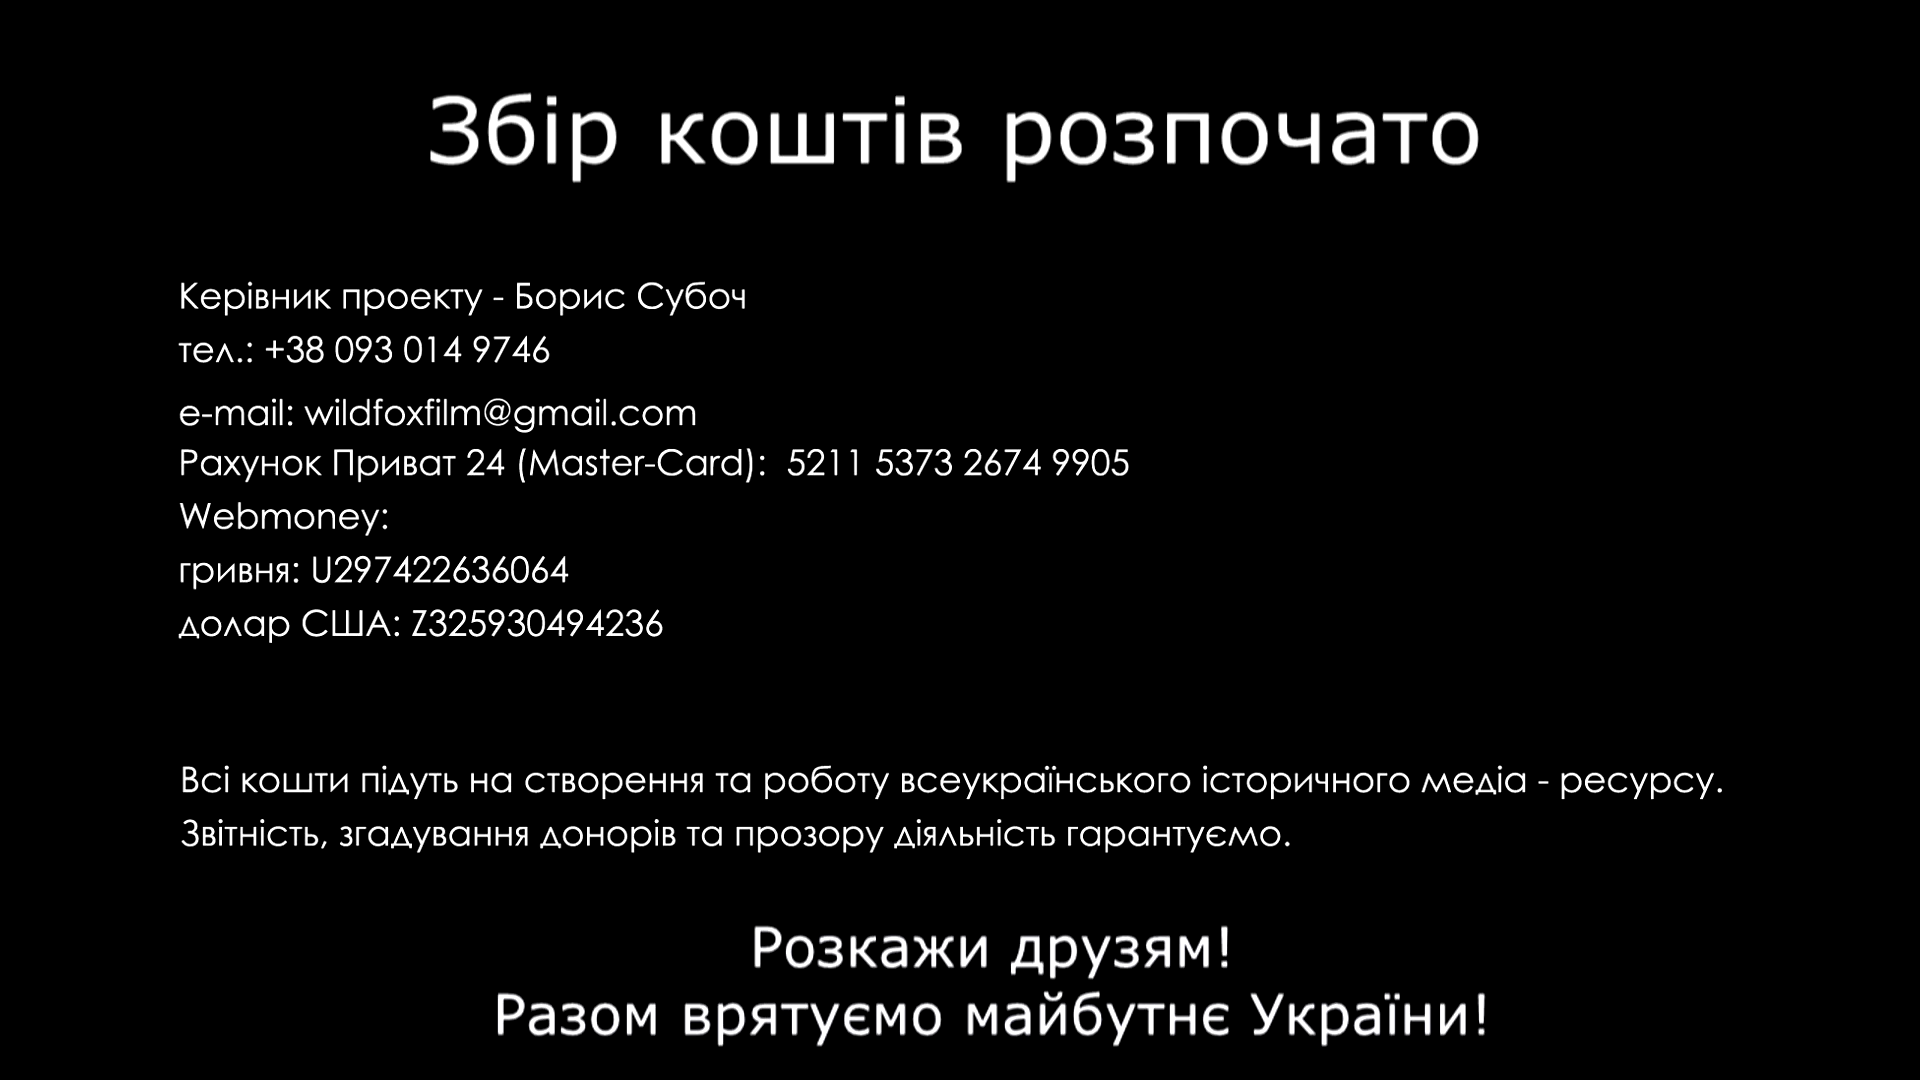 Збір коштів розпочато
Керівник проекту - Борис Субоч
тел.: +38 093 014 9746
e-mail: wildfoxfilm@gmail.com
Рахунок Приват 24 (Master-Card):  5211 5373 2674 9905
Webmoney:
гривня: U297422636064
долар США: Z325930494236
Всі кошти підуть на створення та роботу всеукраїнського історичного медіа - ресурсу.
Звітність, згадування донорів та прозору діяльність гарантуємо.
Розкажи друзям!
Разом врятуємо майбутнє України!